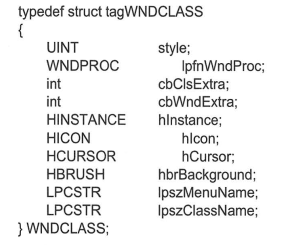 typedef struct tagWNDCLASS
{
UINT style;
WNDPROC lpfnWndProc;
int cbClsExtra;
int cbWndExtra;
HINSTANCE hInstance;
HICON hIcon;
HCURSOR hCursor;
HBRUSH hbrBackground;
LPCSTR lpszMenuName;
LPCSTR lpszClassName;
} WNDCLASS;